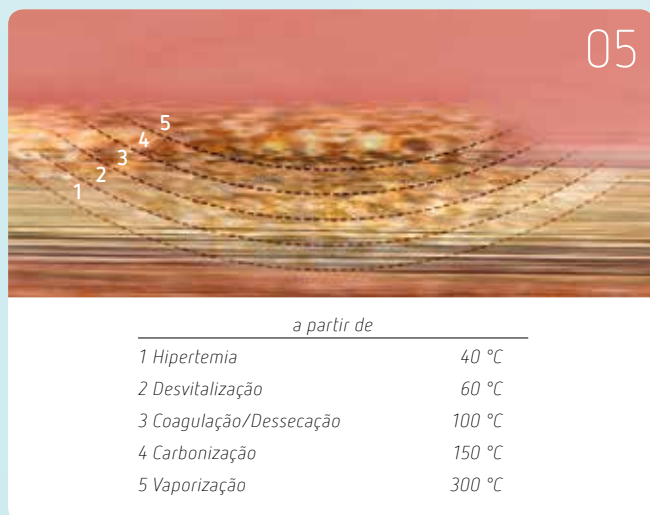 05
5
4
3
2
1
a partir de
1 Hipertemia 40 °C
2 Desvitalização 60 °C
3 Coagulação/Dessecação 100 °C
4 Carbonização 150 °C
5 Vaporização 300 °C